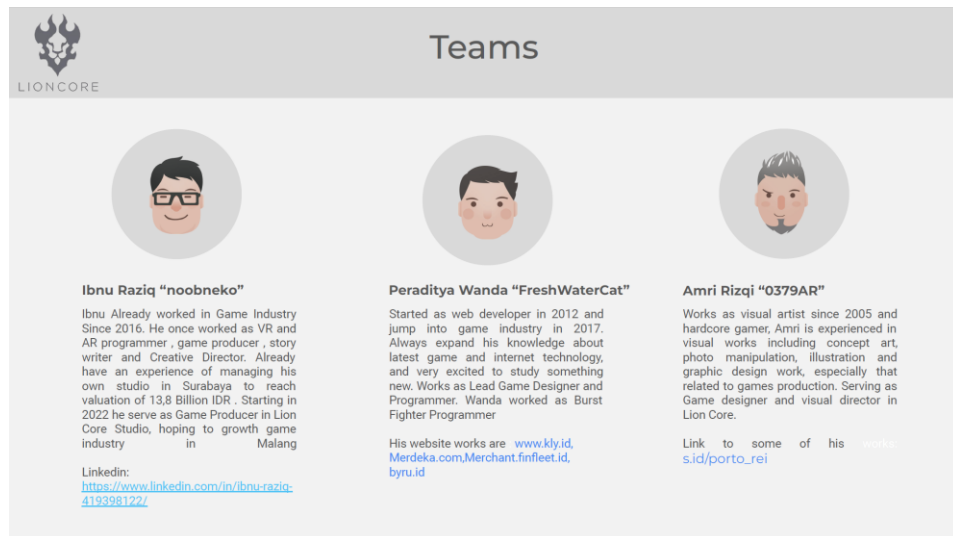 LIONCORE
Teams
Ibnu Raziq “noobneko”
Ibnu Already worked in Game Industry
Since 2016. He once worked as VR and
AR programmer , game producer , story
writer and Creative Director. Already
have an experience of managing his
own studio in Surabaya to reach
valuation of 13,8 Billion IDR . Starting in
2022 he serve as Game Producer in Lion
Core Studio, hoping to growth game
industry in Malang
Linkedin:
https://www.linkedin.com/in/ibnu-raziq-
419398122/
Peraditya Wanda “FreshWaterCat”
Started as web developer in 2012 and
jump into game industry in 2017.
Always expand his knowledge about
latest game and internet technology,
and very excited to study something
new. Works as Lead Game Designer and
Programmer. Wanda worked as Burst
Fighter Programmer
His website works are www.kly.id,
Merdeka.com,Merchant.finfleet.id,
byru.id
Amri Rizqi “0379AR”
Works as visual artist since 2005 and
hardcore gamer, Amri is experienced in
visual works including concept art,
photo manipulation, illustration and
graphic design work, especially that
related to games production. Serving as
Game designer and visual director in
Lion Core.
Link to some of his works
s.id/porto_rei